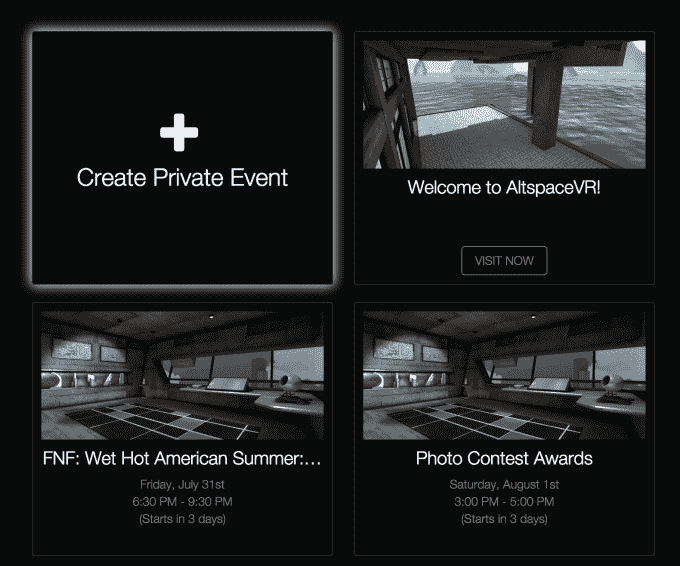 Create Private Event
Welcome to AltspaceVR!
VISIT NOW
FNF: Wet Hot American Summer:...
Friday, July 31st
6:30 PM - 9:30 PM
(Starts in 3 days)
Photo Contest Awards
Saturday, August 1st
3:00 PM - 5:00 PM
(Starts in 3 days)